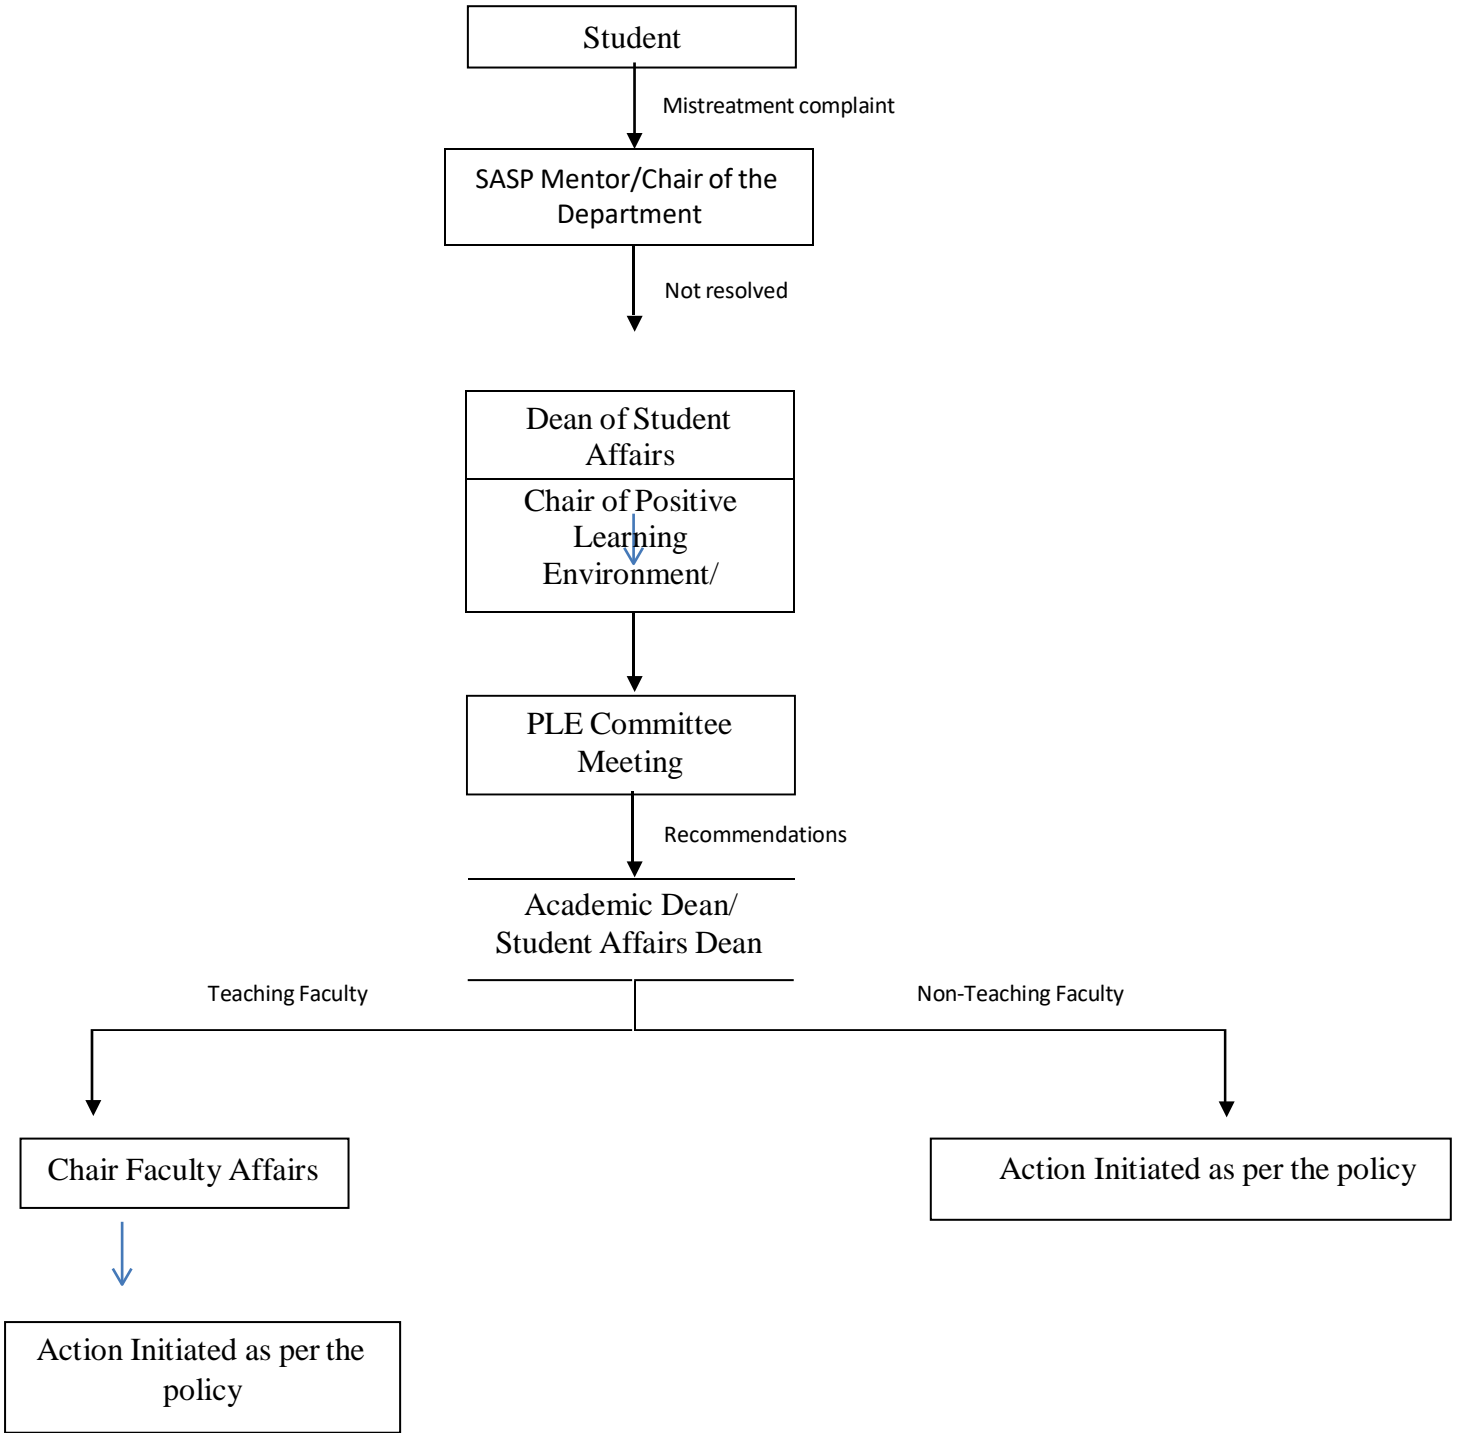 Student
Mistreatment complaint
SASP Mentor/Chair of the
Department
Not resolved
Dean of Student
Affairs
Chair of Positive
Learning
Environment/
PLE Committee
Meeting
Recommendations
Academic Dean/
Student Affairs Dean
Teaching Faculty
Non-Teaching Faculty
Chair Faculty Affairs
Action Initiated as per the policy
Action Initiated as per the
policy